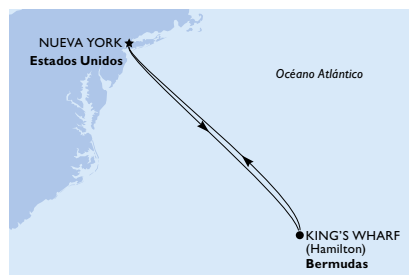 NUEVA YORK
Estados Unidos
Océano Atlántico
KING'S WHARF
(Hamilton)
Bermudas